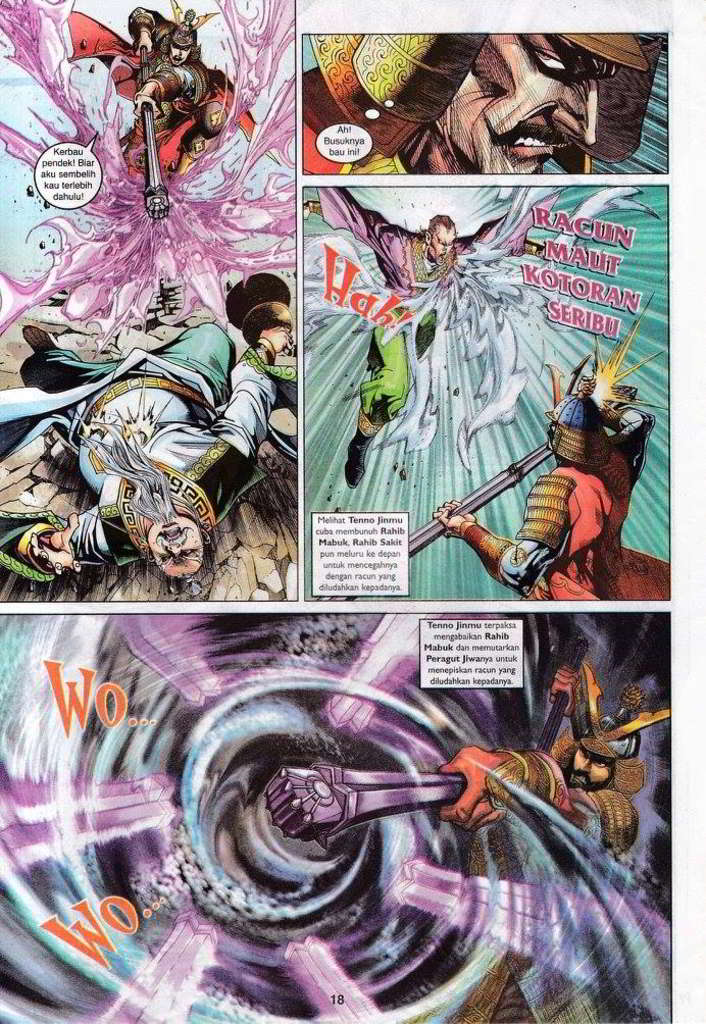 Kerbau
pendek! Biar
aku sembelih
kau terlebih
dahulu!
Ah!
Busuknya
bau ini!
Hah!
RACUN
MAUT
KOTORAN
SERIBU
Melihat Tenno Jinmu
cuba membunuh Rahib
Mabuk, Rahib Sakit
pun meluru ke depan
untuk mencegahnya
dengan racun yang
diludahkan kepadanya.
Tenno Jinmu terpaksa
mengabaikan Rahib
Mabuk dan memutarkan
Peragut Jiwanya untuk
menepiskan racun yang
diludahkan kepadanya.
Wo...
Wo...
18